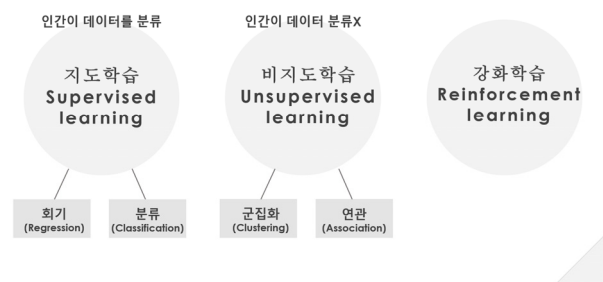 인간이 데이터를 분류
지도학습
Supervised
learning
회기
(Regression)
분류
(Classification)
인간이 데이터 분류X
비지도학습
Unsupervised
learning
군집화
(Clustering)
연관
(Association)
강화학습
Reinforcement
learning